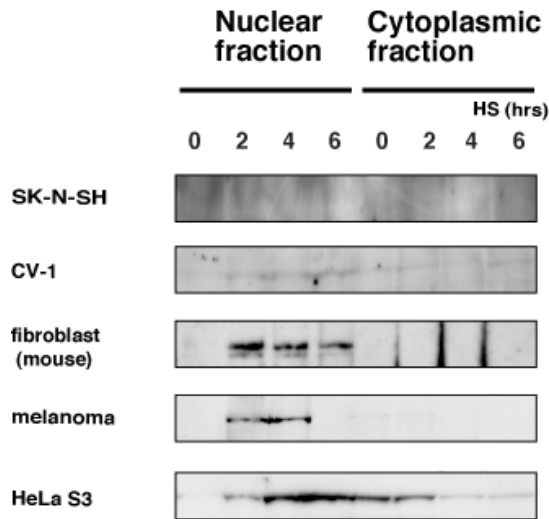 Nuclear fraction
Cytoplasmic fraction
HS (hrs)
0 2 4 6 0 2 4 6
SK-N-SH
CV-1
fibroblast
(mouse)
melanoma
HeLa S3